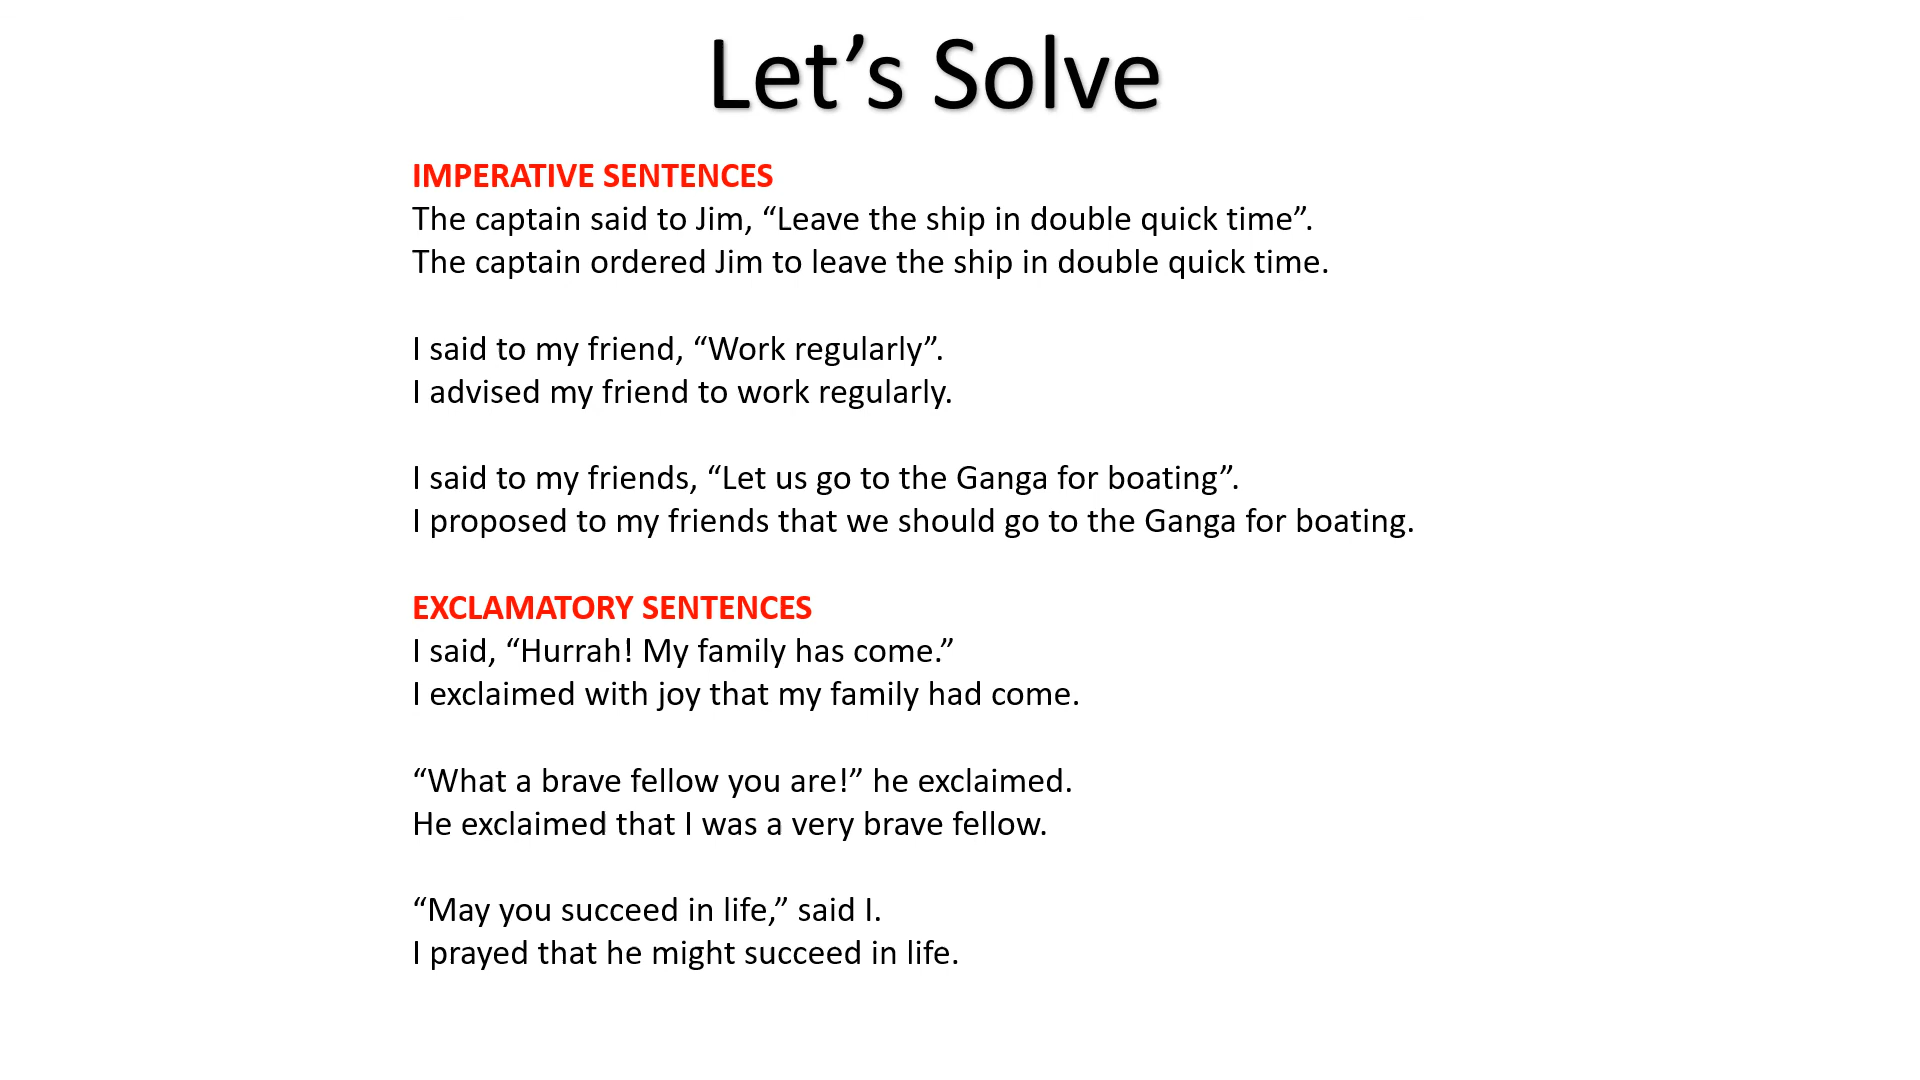 Let’s Solve
IMPERATIVE SENTENCES
The captain said to Jim, “Leave the ship in double quick time”.
The captain ordered Jim to leave the ship in double quick time.
I said to my friend, “Work regularly”.
I advised my friend to work regularly.
I said to my friends, “Let us go to the Ganga for boating”.
I proposed to my friends that we should go to the Ganga for boating.
EXCLAMATORY SENTENCES
I said, “Hurrah! My family has come.”
I exclaimed with joy that my family had come.
“What a brave fellow you are!” he exclaimed.
He exclaimed that I was a very brave fellow.
“May you succeed in life,” said I.
I prayed that he might succeed in life.